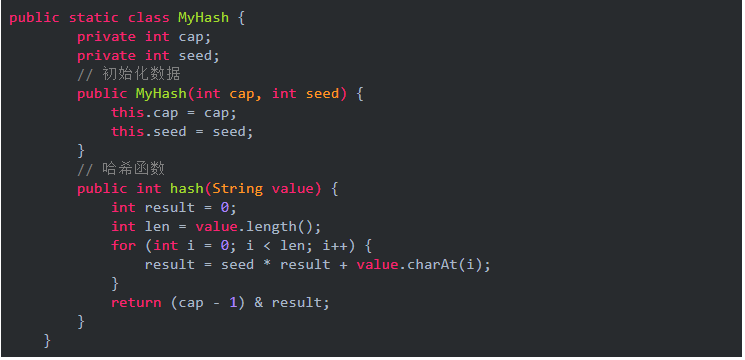 public static class MyHash {
        private int cap;
        private int seed;
        // 初始化数据
        public MyHash(int cap, int seed) {
            this.cap = cap;
            this.seed = seed;
        }
        // 哈希函数
        public int hash(String value) {
            int result = 0;
            int len = value.length();
            for (int i = 0; i < len; i++) {
                result = seed * result + value.charAt(i);
            }
            return (cap - 1) & result;
        }
    }